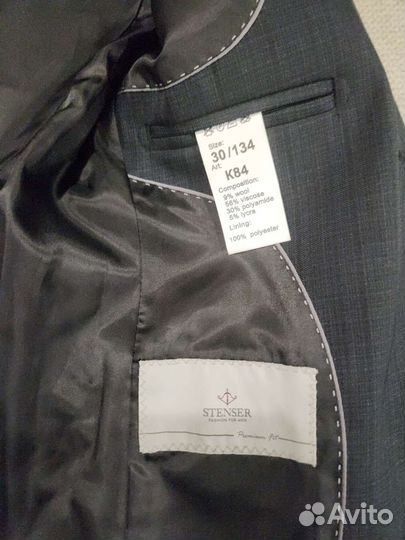 Size:
30/134
Art:
K84
Composition:
9% wool
56% viscose
30% polyamide
5% lycra
Lining:
100% polyester
STENSER
FASHION FOR MEN
Premium fit
Avito